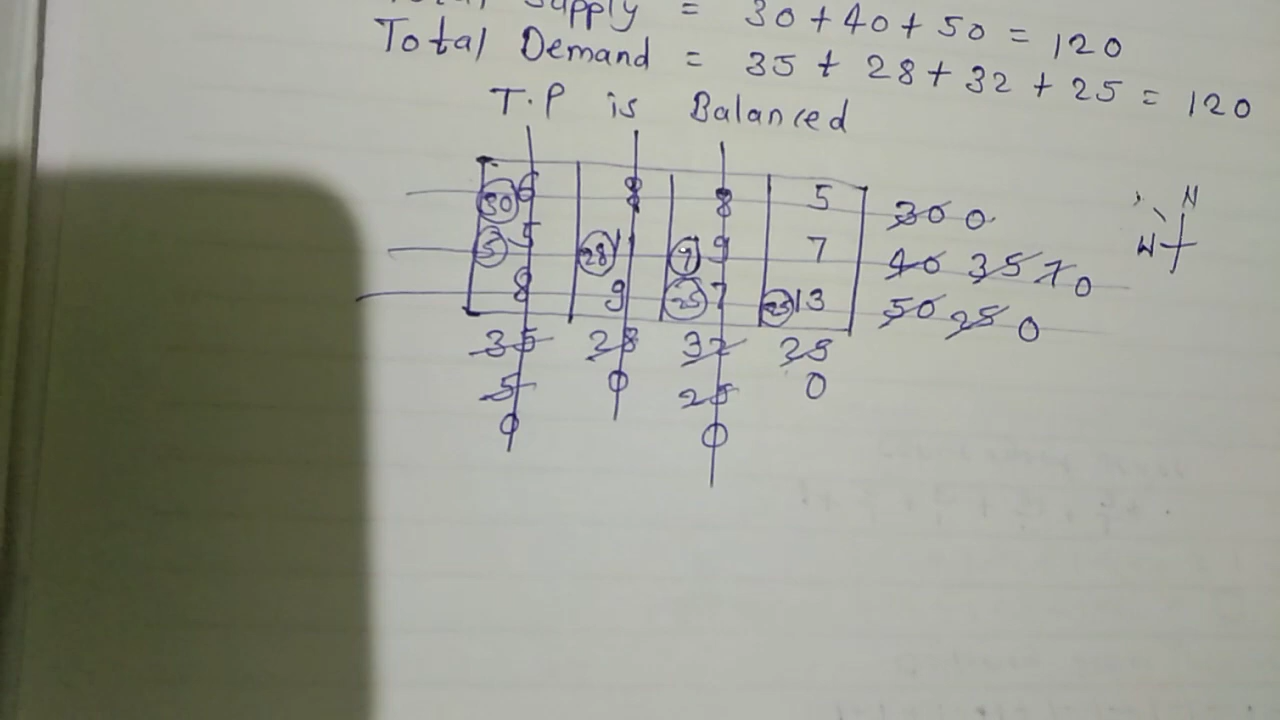 Supply = 30 + 40 + 50 = 120
Total Demand = 35 + 28 + 32 + 25 = 120
T.P is Balanced
30 6 8 8 5 30 0
5 5 28 11 7 9 7 40 35 7 0
8 9 25 7 25 13 50 25 0
35 28 32 25
5 0 25 0
0 0
N
W